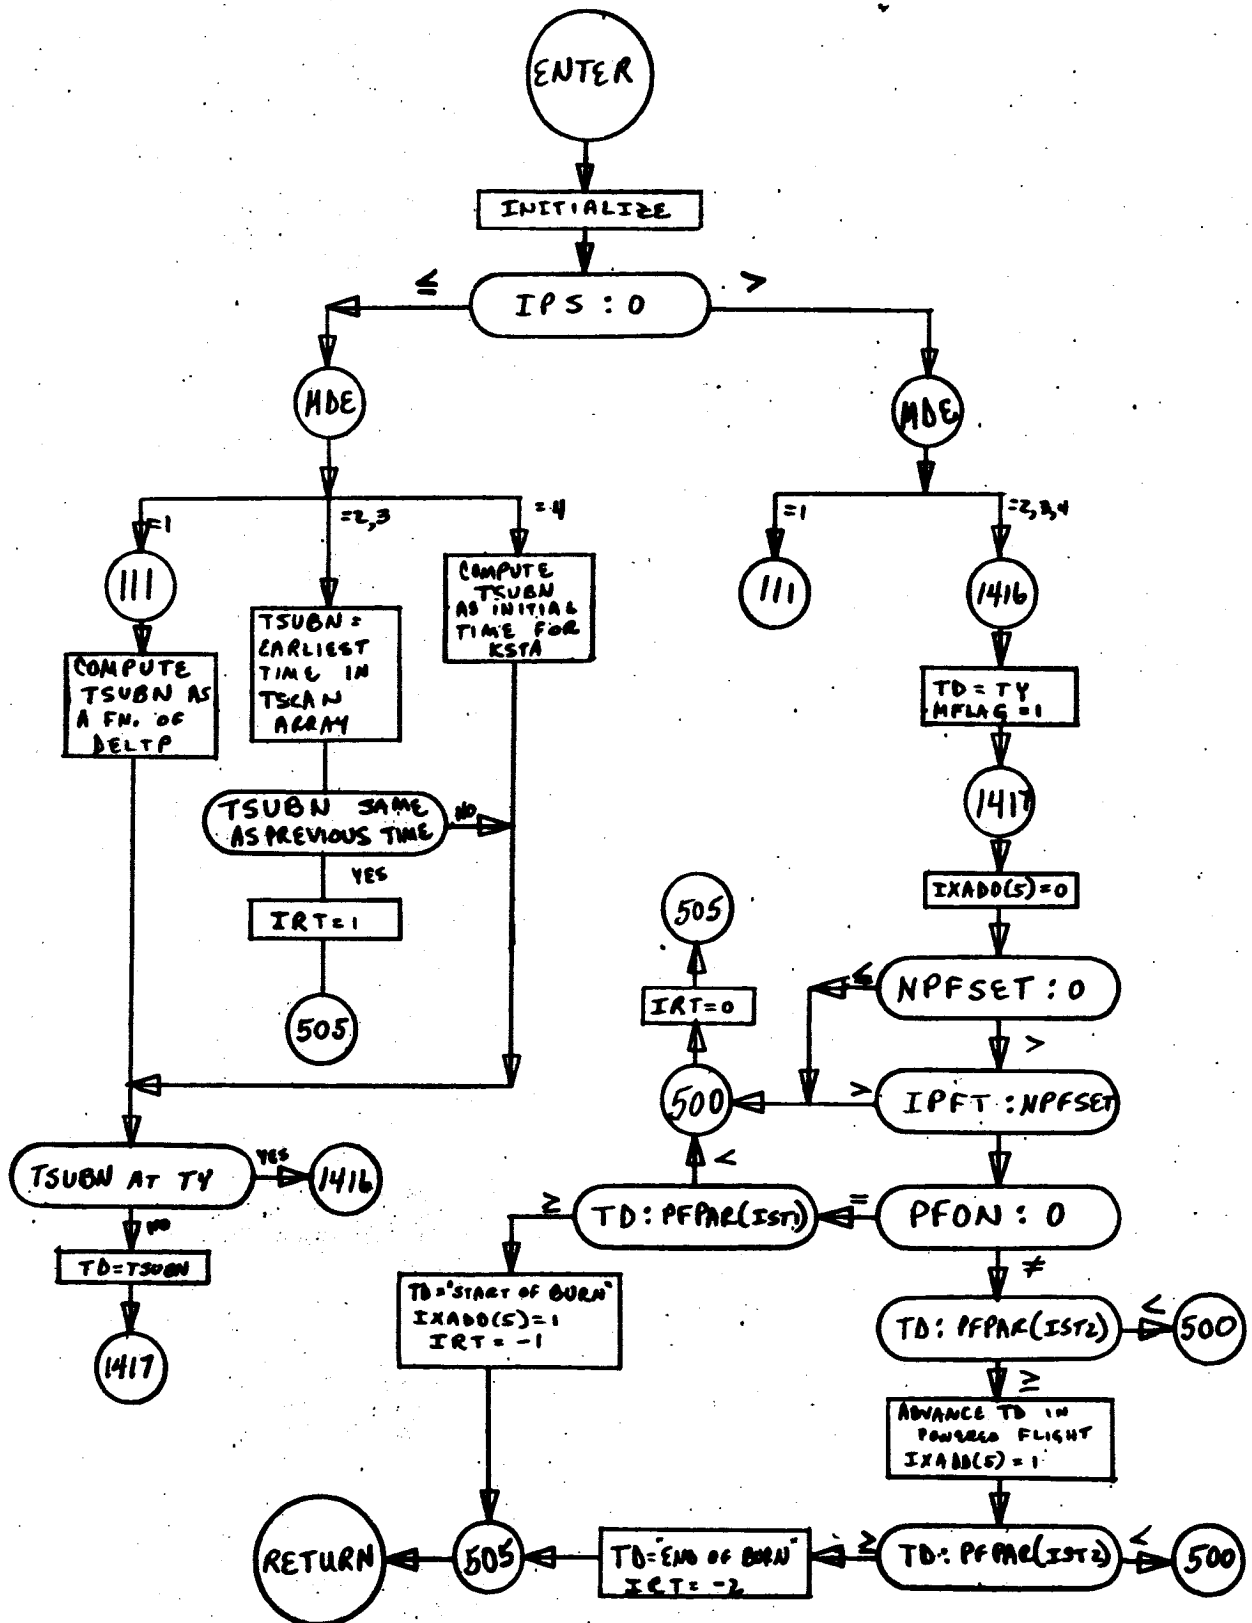 ENTER
INITIALIZE
≤
IPS : 0
>
MDE
MDE
=1
=2,3
=4
=1
=2,3,4
111
COMPUTE
TSUBN AS
A FN. OF
DELTP
TSUBN =
EARLIEST
TIME IN
TSCAN
ARRAY
COMPUTE
TSUBN
AS INITIAL
TIME FOR
KSTA
111
1416
TD = TY
MFLAG = 1
TSUBN SAME
AS PREVIOUS TIME
NO
YES
IRT = 1
505
1417
IXADD(5) = 0
505
IRT = 0
500
≤
NPFSET : 0
>
>
IPFT : NPFSET
TSUBN AT TY
YES
1416
NO
TD = TSUBN
1417
<
≥
TD : PFPAR(IST1)
=
PFON : 0
≠
TD = "START OF BURN"
IXADD(5) = 1
IRT = -1
TD : PFPAR(IST2)
<
500
≥
ADVANCE TD IN
POWERED FLIGHT
IXADD(5) = 1
RETURN
505
TD = "END OF BURN"
IRT = -2
≥
TD : PFPAR(IST2)
<
500